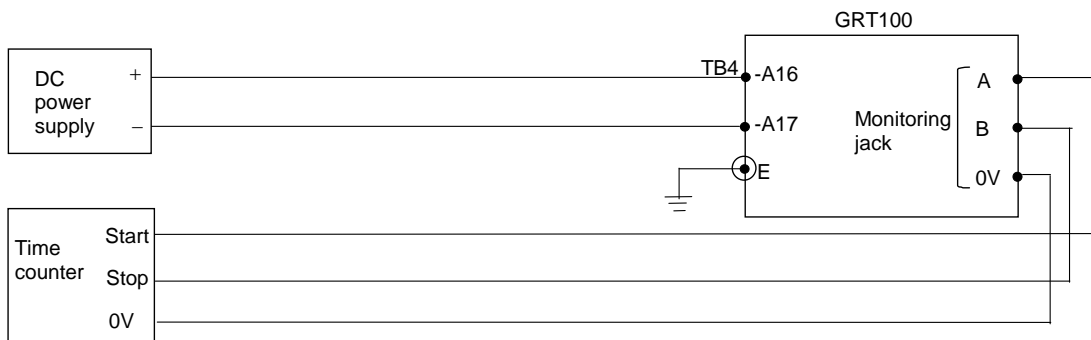 GRT100
DC
power
supply
+
−
TB4
-A16
-A17
E
Monitoring
jack
A
B
0V
Time
counter
Start
Stop
0V